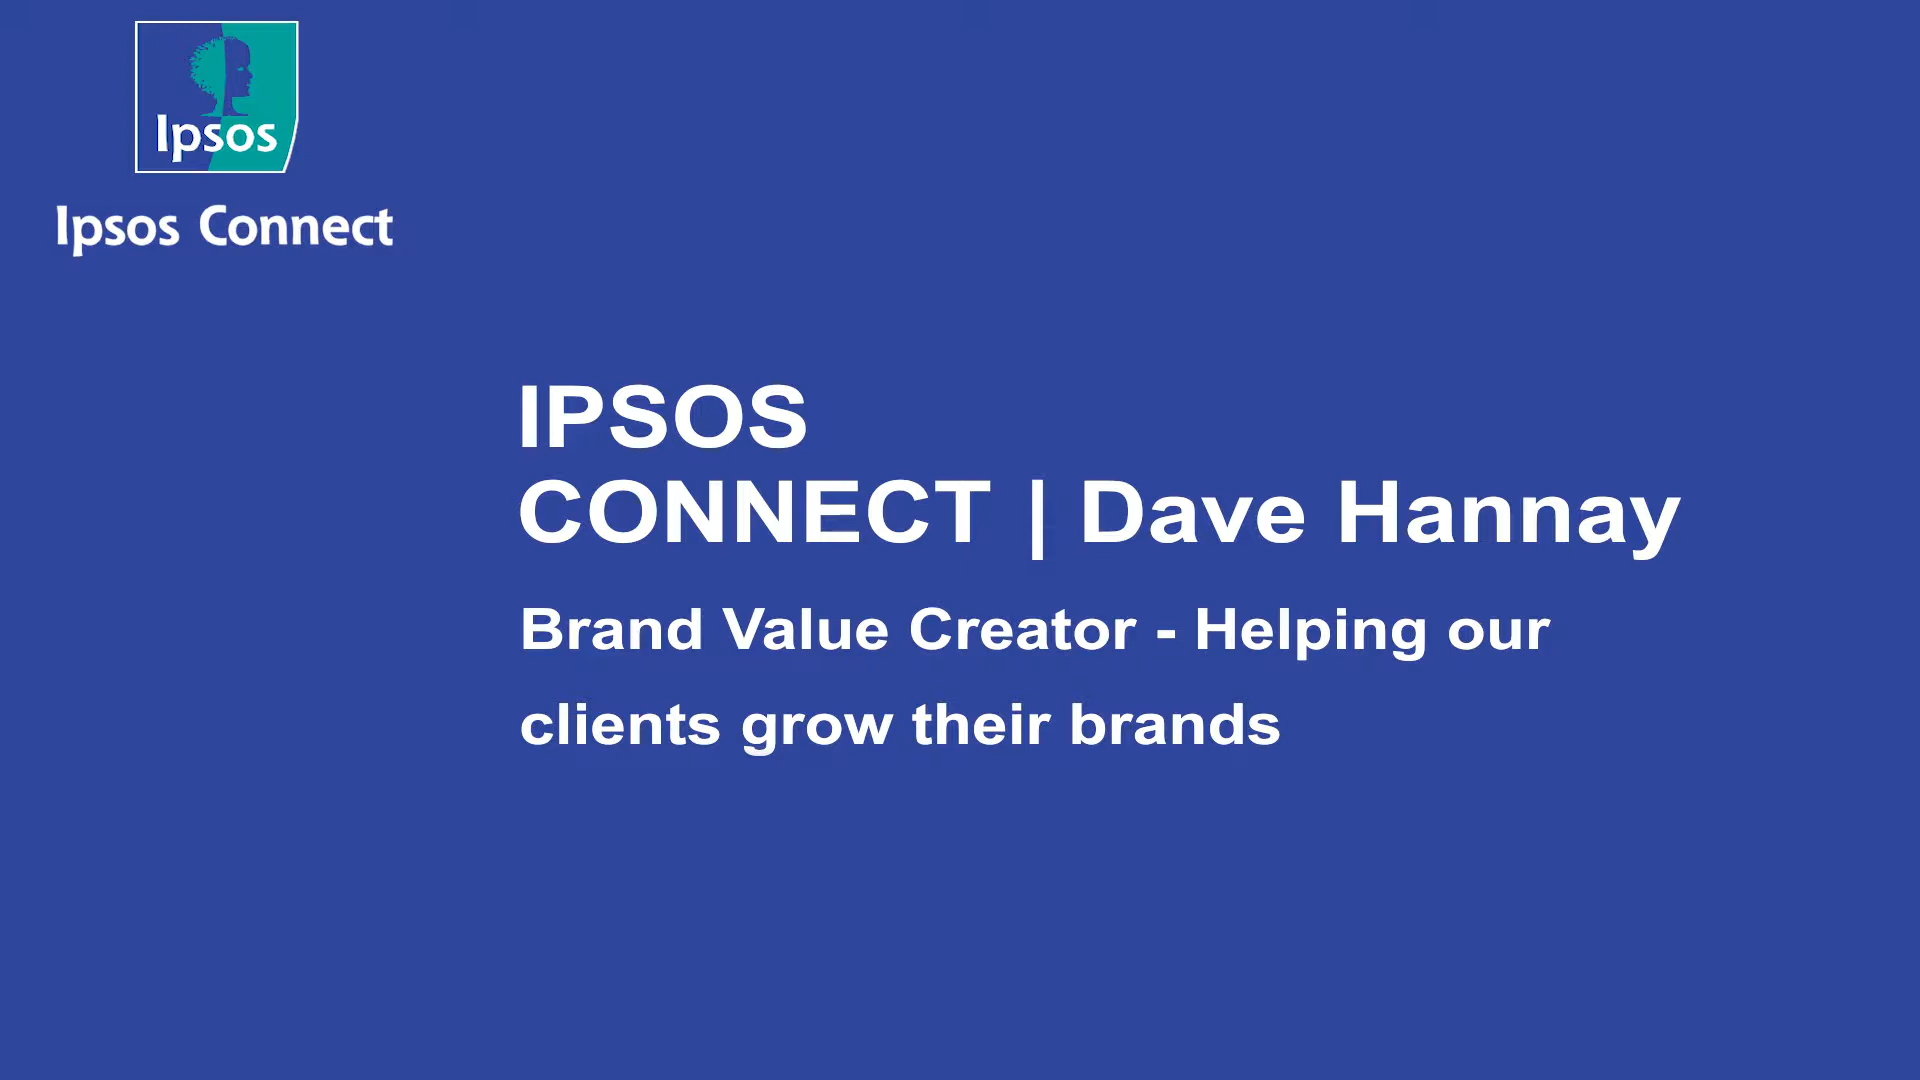 Ipsos
Ipsos Connect
IPSOS
CONNECT | Dave Hannay
Brand Value Creator - Helping our
clients grow their brands